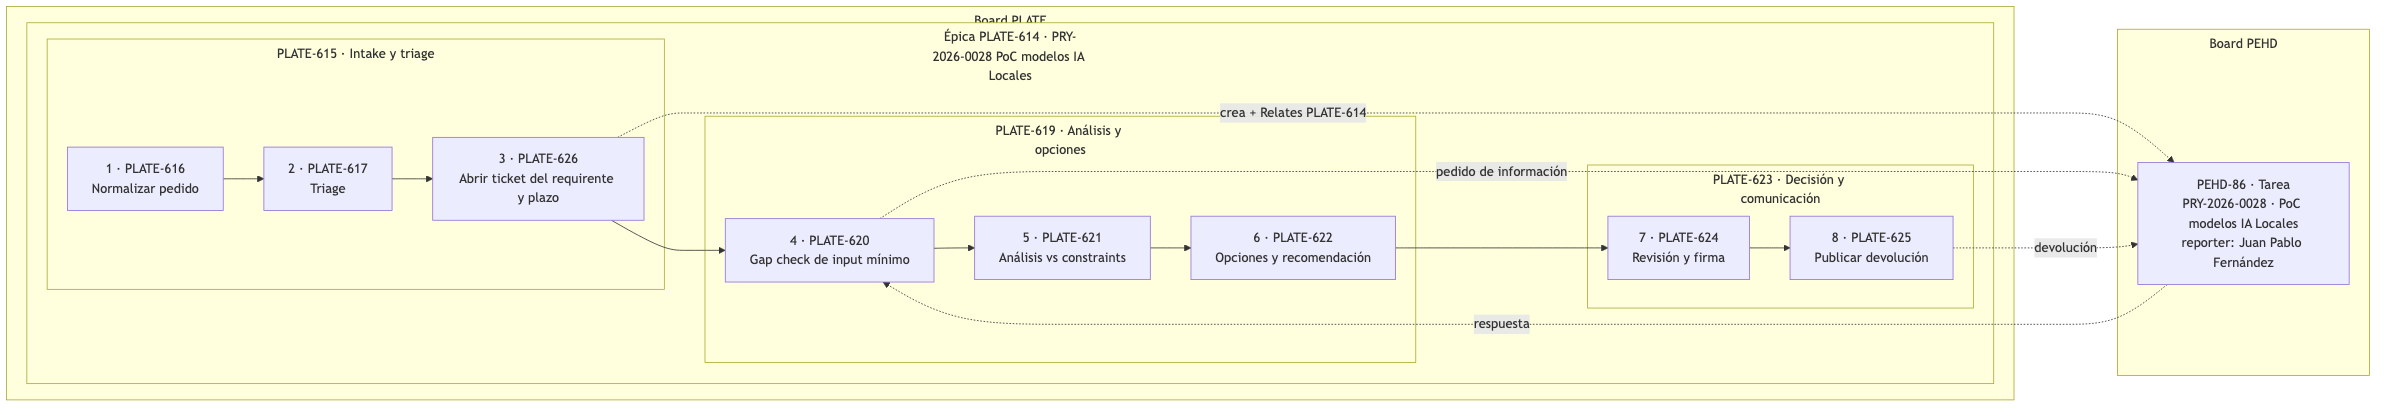 Board PLATE
Épica PLATE-614 · PRY-
2026-0028 PoC modelos IA
Locales
PLATE-615 · Intake y triage
1 · PLATE-616
Normalizar pedido
2 · PLATE-617
Triage
3 · PLATE-626
Abrir ticket del requirente
y plazo
crea + Relates PLATE-614
PLATE-619 · Análisis y
opciones
pedido de información
4 · PLATE-620
Gap check de input mínimo
5 · PLATE-621
Análisis vs constraints
6 · PLATE-622
Opciones y recomendación
respuesta
PLATE-623 · Decisión y
comunicación
7 · PLATE-624
Revisión y firma
8 · PLATE-625
Publicar devolución
devolución
Board PEHD
PEHD-86 · Tarea
PRY-2026-0028 · PoC
modelos IA Locales
reporter: Juan Pablo
Fernández